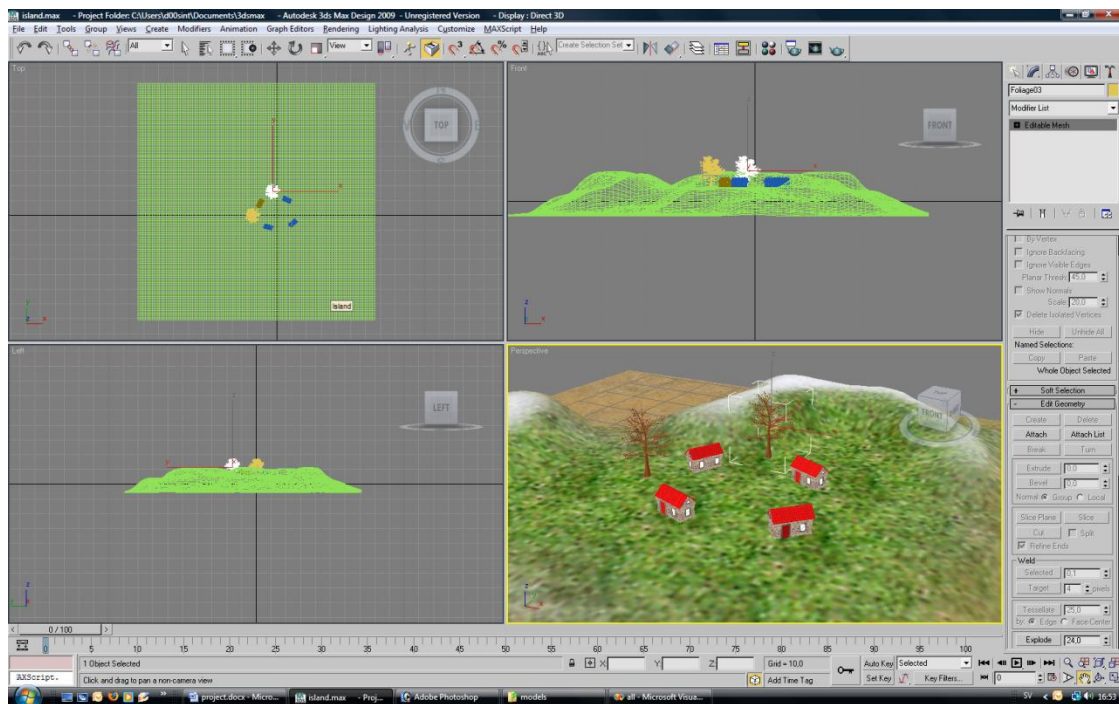 island.max - Project Folder: C:\Users\d00sint\Documents\3dsmax - Autodesk 3ds Max Design 2009 - Unregistered Version - Display : Direct 3D
File Edit Tools Group Views Create Modifiers Animation Graph Editors Rendering Lighting Analysis Customize MAXScript Help
All View Create Selection Set
Top
TOP
island
Front
FRONT
Left
LEFT
Perspective
FRONT
Foliage03
Modifier List
Editable Mesh
By Vertex
Ignore Backfacing
Ignore Visible Edges
Planar Thresh: 45,0
Show Normals
Scale: 20,0
Delete Isolated Vertices
Hide Unhide All
Named Selections:
Copy Paste
Whole Object Selected
+ Soft Selection
- Edit Geometry
Create Delete
Attach Attach List
Break Turn
Extrude 0,0
Bevel 0,0
Normal: Group Local
Slice Plane Slice
Cut Split
Refine Ends
Weld
Selected 0,1
Target 4 pixels
Tessellate 25,0
by: Edge Face-Center
Explode 24,0
0 / 100
0 5 10 15 20 25 30 35 40 45 50 55 60 65 70 75 80 85 90 95 100
1 Object Selected X: Y: Z: Grid = 10,0 Auto Key Selected
AXScript. Click and drag to pan a non-camera view Add Time Tag Set Key Key Filters... 0
project.docx - Micro... island.max - Proj... Adobe Photoshop models all - Microsoft Visua... SV 16:53